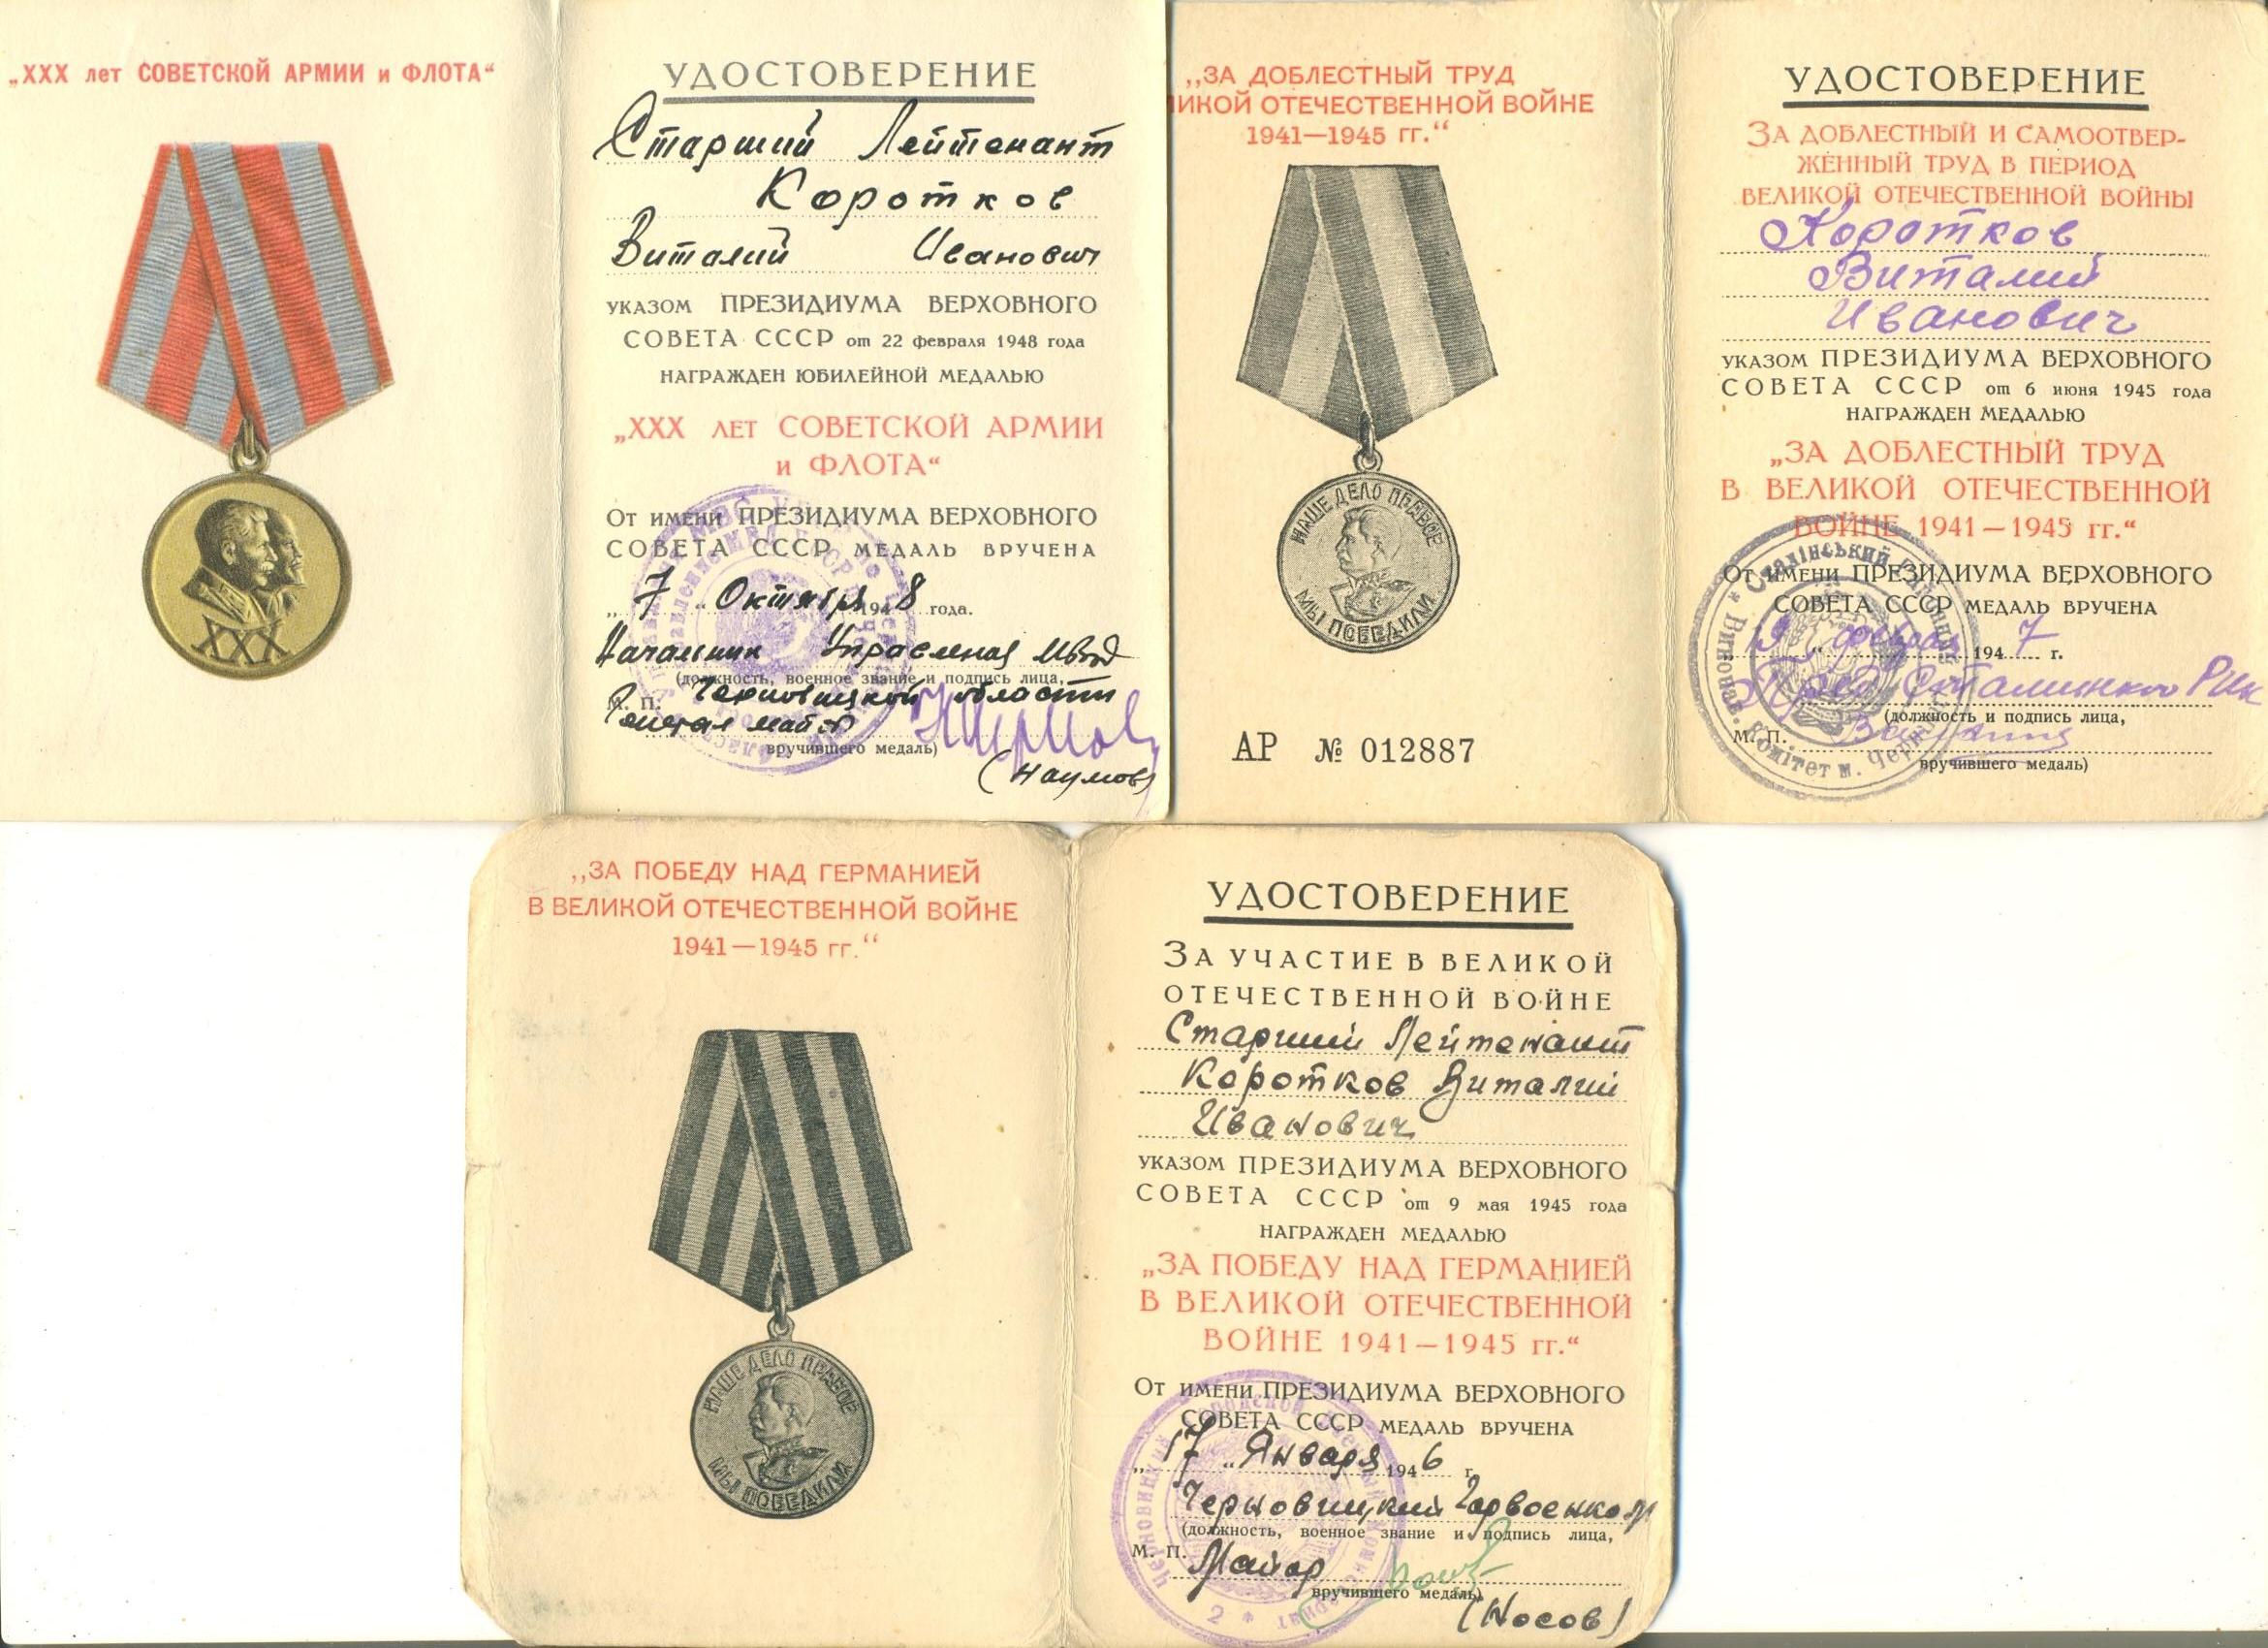 „XXX лет СОВЕТСКОЙ АРМИИ и ФЛОТА“
XXX
УДОСТОВЕРЕНИЕ
Старший Лейтенант
Коротков
Виталий Иванович
УКАЗОМ ПРЕЗИДИУМА ВЕРХОВНОГО
СОВЕТА СССР от 22 февраля 1948 года
НАГРАЖДЕН ЮБИЛЕЙНОЙ МЕДАЛЬЮ
„XXX ЛЕТ СОВЕТСКОЙ АРМИИ
и ФЛОТА“
От имени ПРЕЗИДИУМА ВЕРХОВНОГО
СОВЕТА СССР МЕДАЛЬ ВРУЧЕНА
„7“ Октября 1948 года.
Начальник Управления МВД
(должность, военное звание и подпись лица,
М. П. Черновицкой области
Генерал майор
вручившего медаль)
(Наумов)
„ЗА ДОБЛЕСТНЫЙ ТРУД
ЛИКОЙ ОТЕЧЕСТВЕННОЙ ВОЙНЕ
1941—1945 гг.“
НАШЕ ДЕЛО ПРАВОЕ
МЫ ПОБЕДИЛИ
АР № 012887
УДОСТОВЕРЕНИЕ
ЗА ДОБЛЕСТНЫЙ И САМООТВЕР-
ЖЕННЫЙ ТРУД В ПЕРИОД
ВЕЛИКОЙ ОТЕЧЕСТВЕННОЙ ВОЙНЫ
Коротков
Виталий
Иванович
УКАЗОМ ПРЕЗИДИУМА ВЕРХОВНОГО
СОВЕТА СССР от 6 июня 1945 года
НАГРАЖДЕН МЕДАЛЬЮ
„ЗА ДОБЛЕСТНЫЙ ТРУД
В ВЕЛИКОЙ ОТЕЧЕСТВЕННОЙ
ВОЙНЕ 1941—1945 гг.“
От имени ПРЕЗИДИУМА ВЕРХОВНОГО
СОВЕТА СССР МЕДАЛЬ ВРУЧЕНА
1947 г.
Пред Сталинского Рик
(должность и подпись лица,
М. П.
вручившего медаль)
„ЗА ПОБЕДУ НАД ГЕРМАНИЕЙ
В ВЕЛИКОЙ ОТЕЧЕСТВЕННОЙ ВОЙНЕ
1941—1945 гг.“
НАШЕ ДЕЛО ПРАВОЕ
МЫ ПОБЕДИЛИ
УДОСТОВЕРЕНИЕ
ЗА УЧАСТИЕ В ВЕЛИКОЙ
ОТЕЧЕСТВЕННОЙ ВОЙНЕ
Старший Лейтенант
Коротков Виталий
Иванович
УКАЗОМ ПРЕЗИДИУМА ВЕРХОВНОГО
СОВЕТА СССР от 9 мая 1945 года
НАГРАЖДЕН МЕДАЛЬЮ
„ЗА ПОБЕДУ НАД ГЕРМАНИЕЙ
В ВЕЛИКОЙ ОТЕЧЕСТВЕННОЙ
ВОЙНЕ 1941—1945 гг.“
От имени ПРЕЗИДИУМА ВЕРХОВНОГО
СОВЕТА СССР МЕДАЛЬ ВРУЧЕНА
„17“ Января 1946 г.
Черновицкий Горвоенком
(должность, военное звание и подпись лица,
М. П. Майор
вручившего медаль)
(Носов)